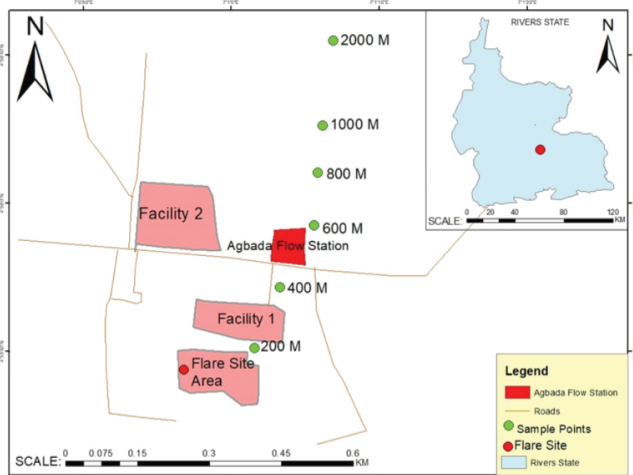 N
2000 M
1000 M
800 M
600 M
Facility 2
Agbada Flow Station
400 M
Facility 1
200 M
Flare Site
Area
SCALE: 0 0.075 0.15 0.3 0.45 0.6
KM
RIVERS STATE
N
SCALE: 0 20 40 80 120
KM
Legend
Agbada Flow Station
Roads
Sample Points
Flare Site
Rivers State